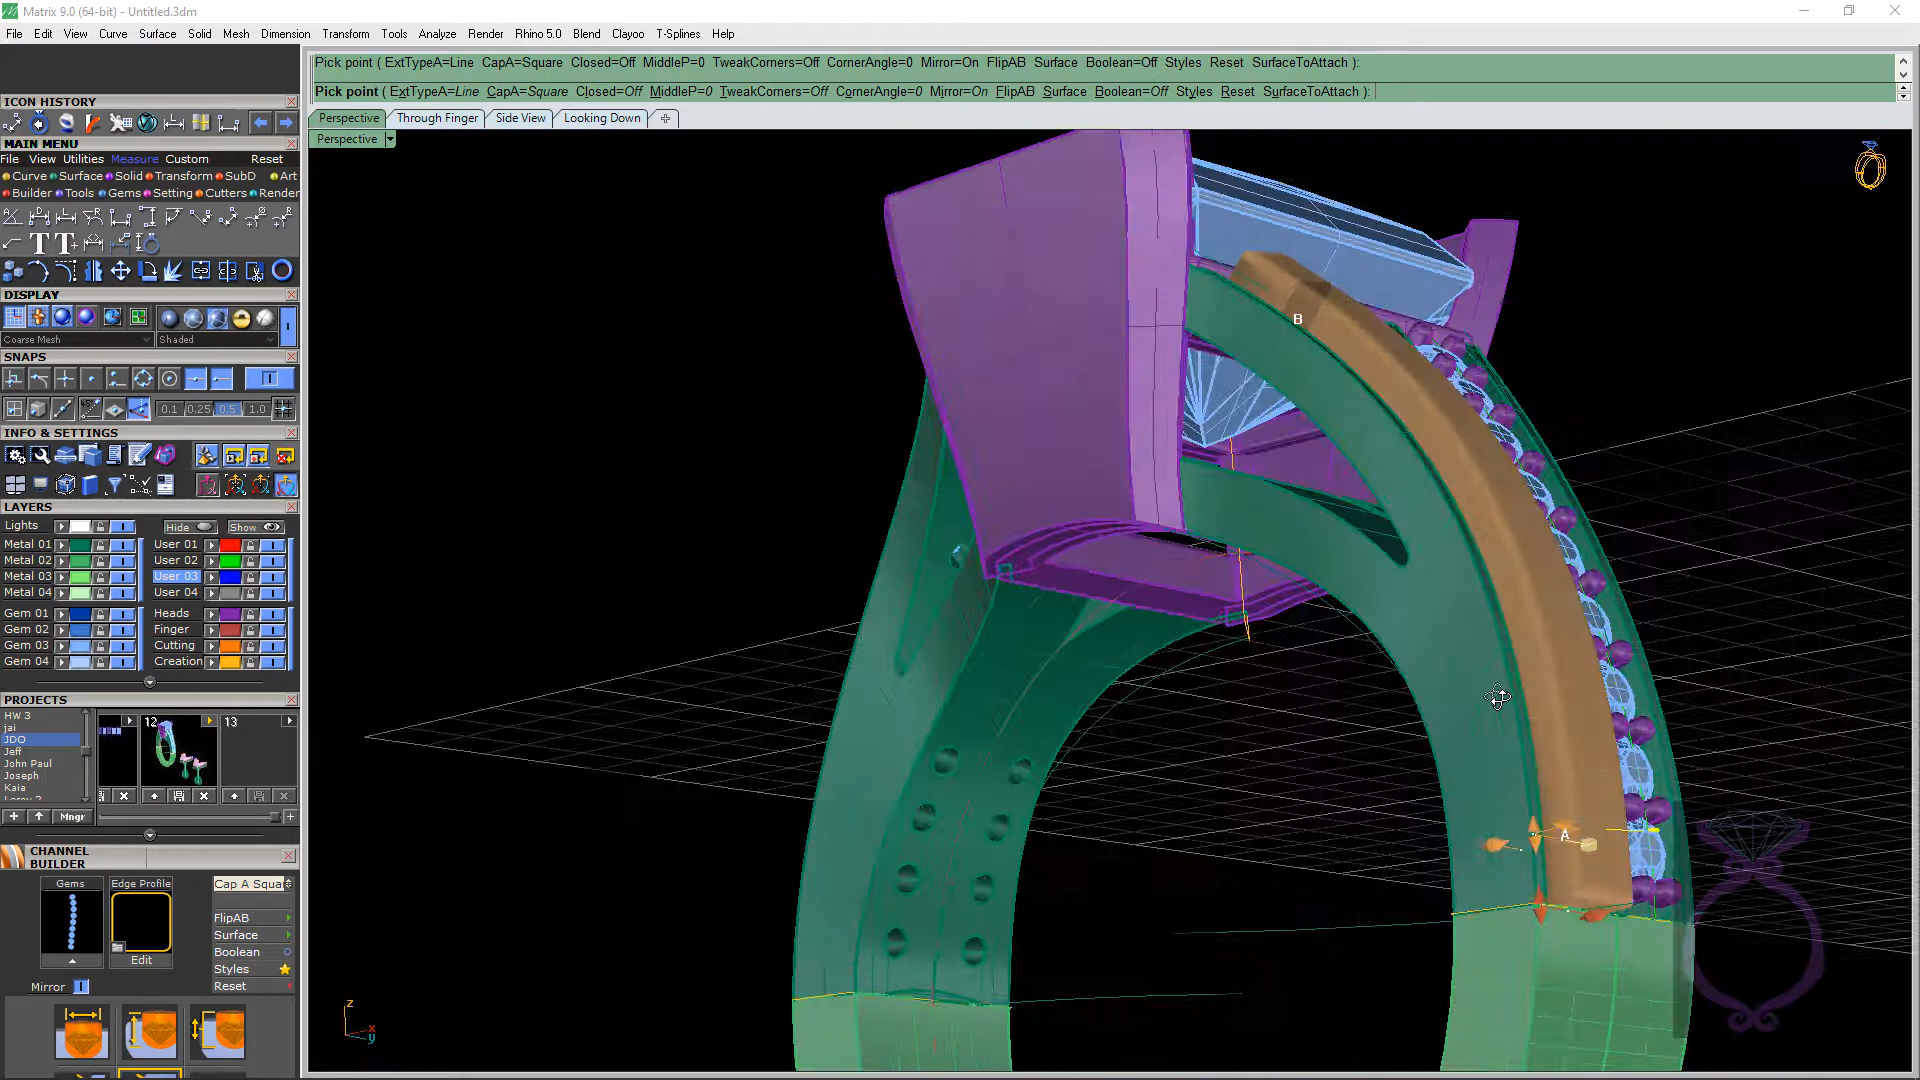 Matrix 9.0 (64-bit) - Untitled.3dm
File Edit View Curve Surface Solid Mesh Dimension Transform Tools Analyze Render Rhino 5.0 Blend Clayoo T-Splines Help
Pick point ( ExtTypeA=Line CapA=Square Closed=Off MiddleP=0 TweakCorners=Off CornerAngle=0 Mirror=On FlipAB Surface Boolean=Off Styles Reset SurfaceToAttach ):
Pick point ( ExtTypeA=Line CapA=Square Closed=Off MiddleP=0 TweakCorners=Off CornerAngle=0 Mirror=On FlipAB Surface Boolean=Off Styles Reset SurfaceToAttach ):
Perspective Through Finger Side View Looking Down
Perspective
ICON HISTORY
MAIN MENU
File View Utilities Measure Custom Reset
Curve Surface Solid Transform SubD Art
Builder Tools Gems Setting Cutters Render
T T
DISPLAY
Coarse Mesh Shaded
SNAPS
0.1 0.25 0.5 1.0
INFO & SETTINGS
LAYERS
Lights Hide Show
Metal 01 User 01
Metal 02 User 02
Metal 03 User 03
Metal 04 User 04
Gem 01 Heads
Gem 02 Finger
Gem 03 Cutting
Gem 04 Creation
PROJECTS
HW 3
jai
JDO
Jeff
John Paul
Joseph
Kaia
12 13
Mngr
CHANNEL
BUILDER
Gems Edge Profile Cap A Squar
FlipAB
Surface
Boolean
Edit Styles
Mirror Reset
B
A
z
x
y